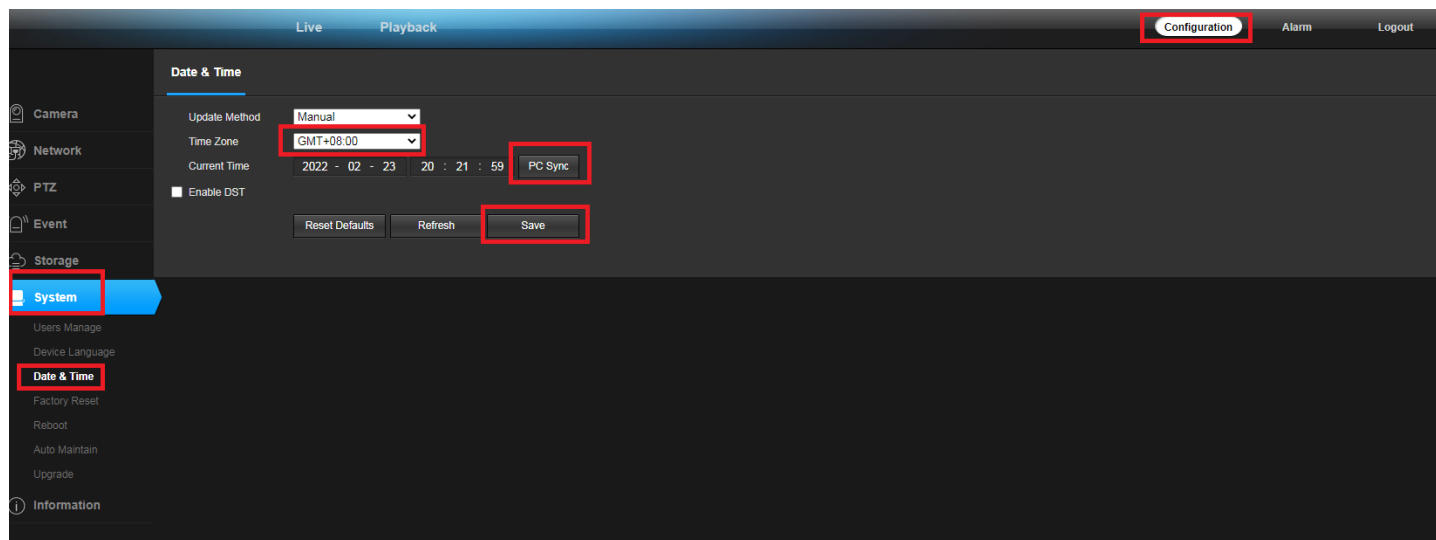 Live Playback Configuration Alarm Logout
Date & Time
Camera
Network
PTZ
Event
Storage
System
Users Manage
Device Language
Date & Time
Factory Reset
Reboot
Auto Maintain
Upgrade
Information
Update Method Manual
Time Zone GMT+08:00
Current Time 2022 - 02 - 23 20 : 21 : 59 PC Sync
Enable DST
Reset Defaults Refresh Save